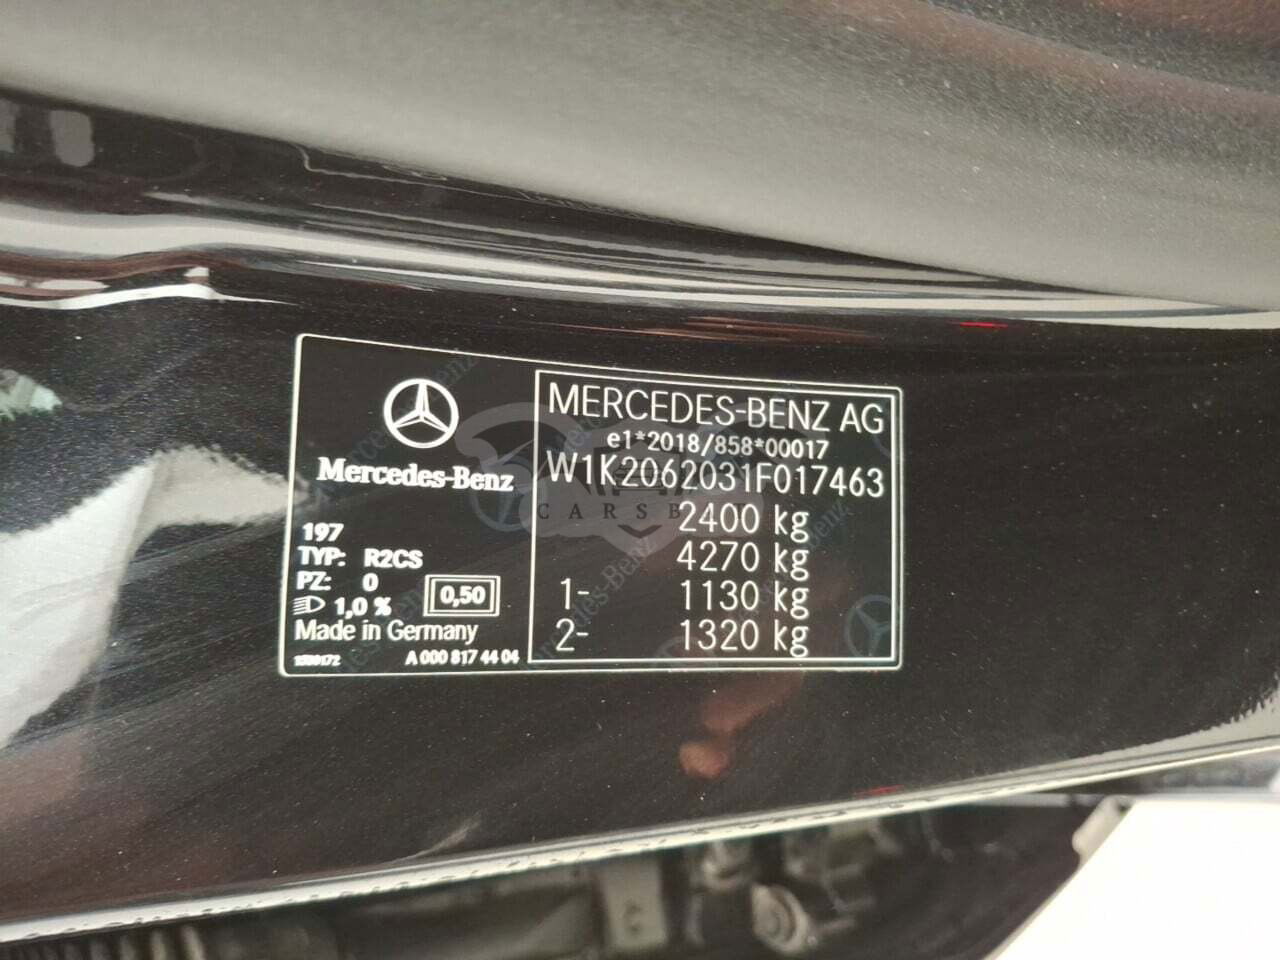 Mercedes-Benz
197
TYP: R2CS
PZ: 0
1,0 % 0,50
Made in Germany
A 000 817 44 04
MERCEDES-BENZ AG
e1*2018/858*00017
W1K2062031F017463
2400 kg
4270 kg
1- 1130 kg
2- 1320 kg
CARSB